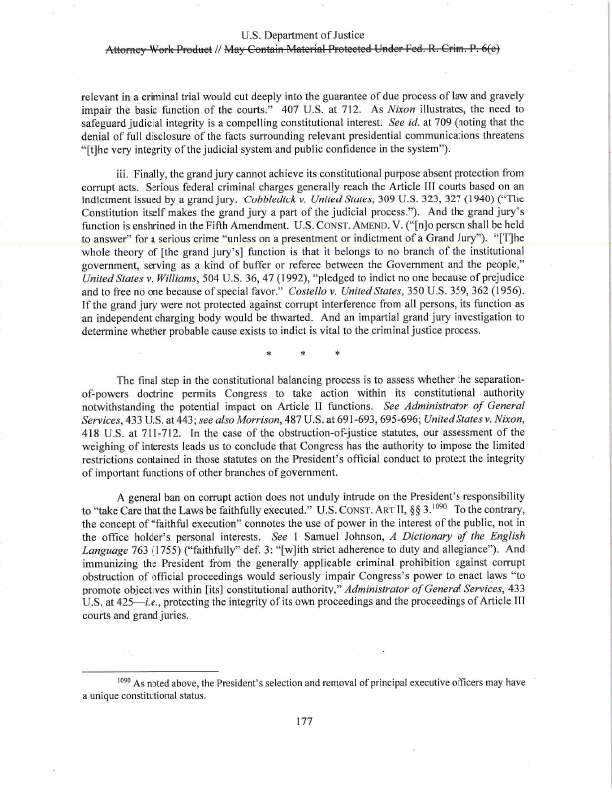 U.S. Department of Justice
Attorney Work Product // May Contain Material Protected Under Fed. R. Crim. P. 6(e)
relevant in a criminal trial would cut deeply into the guarantee of due process of law and gravely
impair the basic function of the courts." 407 U.S. at 712. As Nixon illustrates, the need to
safeguard judicial integrity is a compelling constitutional interest. See id. at 709 (noting that the
denial of full disclosure of the facts surrounding relevant presidential communications threatens
"[t]he very integrity of the judicial system and public confidence in the system").
iii. Finally, the grand jury cannot achieve its constitutional purpose absent protection from
corrupt acts. Serious federal criminal charges generally reach the Article III courts based on an
indictment issued by a grand jury. Cobbledick v. United States, 309 U.S. 323, 327 (1940) ("The
Constitution itself makes the grand jury a part of the judicial process."). And the grand jury's
function is enshrined in the Fifth Amendment. U.S. CONST. AMEND. V. ("[n]o person shall be held
to answer" for a serious crime "unless on a presentment or indictment of a Grand Jury"). "[T]he
whole theory of [the grand jury's] function is that it belongs to no branch of the institutional
government, serving as a kind of buffer or referee between the Government and the people,"
United States v. Williams, 504 U.S. 36, 47 (1992), "pledged to indict no one because of prejudice
and to free no one because of special favor." Costello v. United States, 350 U.S. 359, 362 (1956).
If the grand jury were not protected against corrupt interference from all persons, its function as
an independent charging body would be thwarted. And an impartial grand jury investigation to
determine whether probable cause exists to indict is vital to the criminal justice process.
* * *
The final step in the constitutional balancing process is to assess whether the separation-
of-powers doctrine permits Congress to take action within its constitutional authority
notwithstanding the potential impact on Article II functions. See Administrator of General
Services, 433 U.S. at 443; see also Morrison, 487 U.S. at 691-693, 695-696; United States v. Nixon,
418 U.S. at 711-712. In the case of the obstruction-of-justice statutes, our assessment of the
weighing of interests leads us to conclude that Congress has the authority to impose the limited
restrictions contained in those statutes on the President's official conduct to protect the integrity
of important functions of other branches of government.
A general ban on corrupt action does not unduly intrude on the President's responsibility
to "take Care that the Laws be faithfully executed." U.S. CONST. ART II, §§ 3.1090 To the contrary,
the concept of "faithful execution" connotes the use of power in the interest of the public, not in
the office holder's personal interests. See 1 Samuel Johnson, A Dictionary of the English
Language 763 (1755) ("faithfully" def. 3: "[w]ith strict adherence to duty and allegiance"). And
immunizing the President from the generally applicable criminal prohibition against corrupt
obstruction of official proceedings would seriously impair Congress's power to enact laws "to
promote objectives within [its] constitutional authority," Administrator of General Services, 433
U.S. at 425—i.e., protecting the integrity of its own proceedings and the proceedings of Article III
courts and grand juries.
1090 As noted above, the President's selection and removal of principal executive officers may have
a unique constitutional status.
177